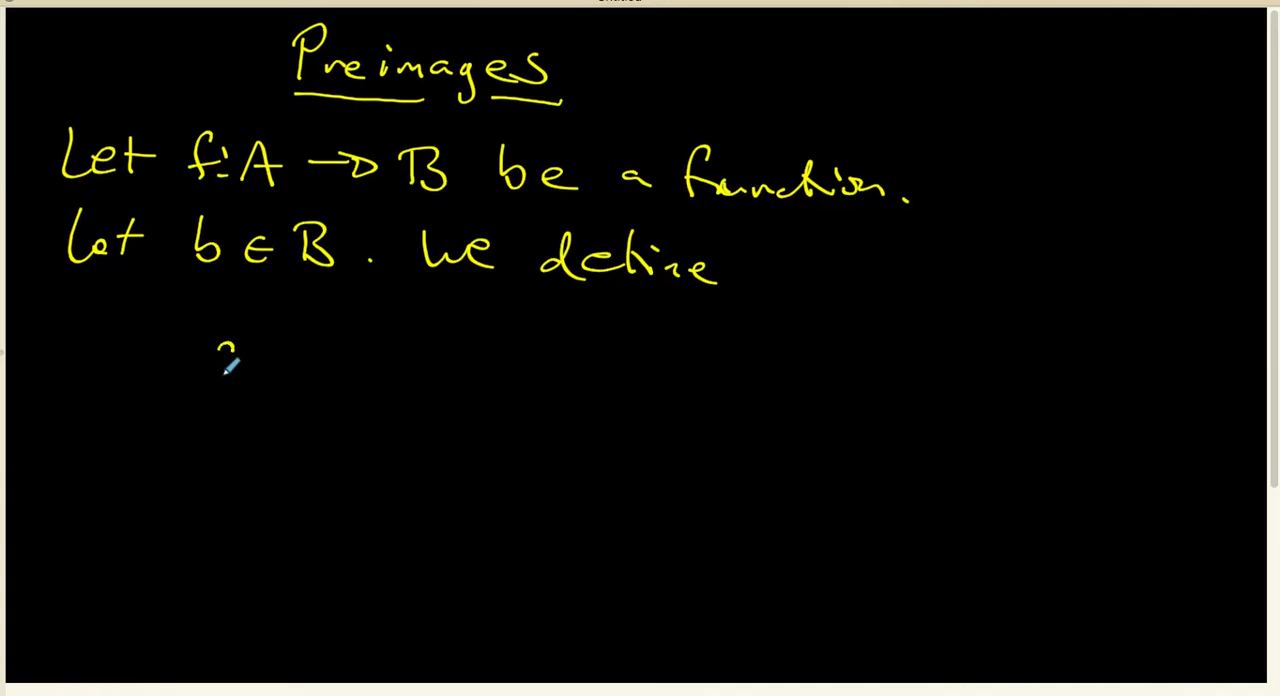 Preimages
Let f: A → B be a function.
Let b ∈ B. We define